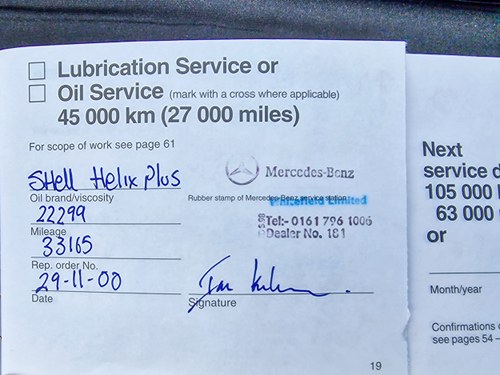 Lubrication Service or
Oil Service (mark with a cross where applicable)
45 000 km (27 000 miles)
For scope of work see page 61
Shell Helix Plus
Oil brand/viscosity
22299
Mileage
33165
Rep. order No.
29-11-00
Date
Mercedes-Benz
Rubber stamp of Mercedes-Benz service station
Whitefield Limited
Tel:- 0161 796 1006
Dealer No. 181
Signature
19
Next
service d
105 000
63 000
or
Month/year
Confirmations
see pages 54 –